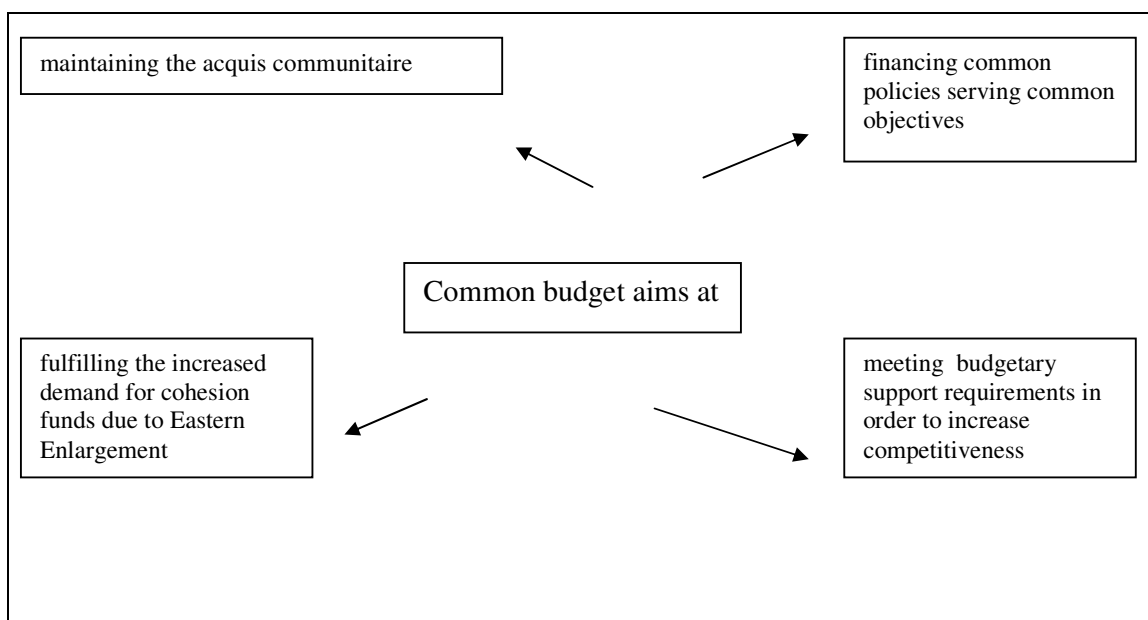 maintaining the acquis communitaire
financing common
policies serving common
objectives
Common budget aims at
fulfilling the increased
demand for cohesion
funds due to Eastern
Enlargement
meeting budgetary
support requirements in
order to increase
competitiveness